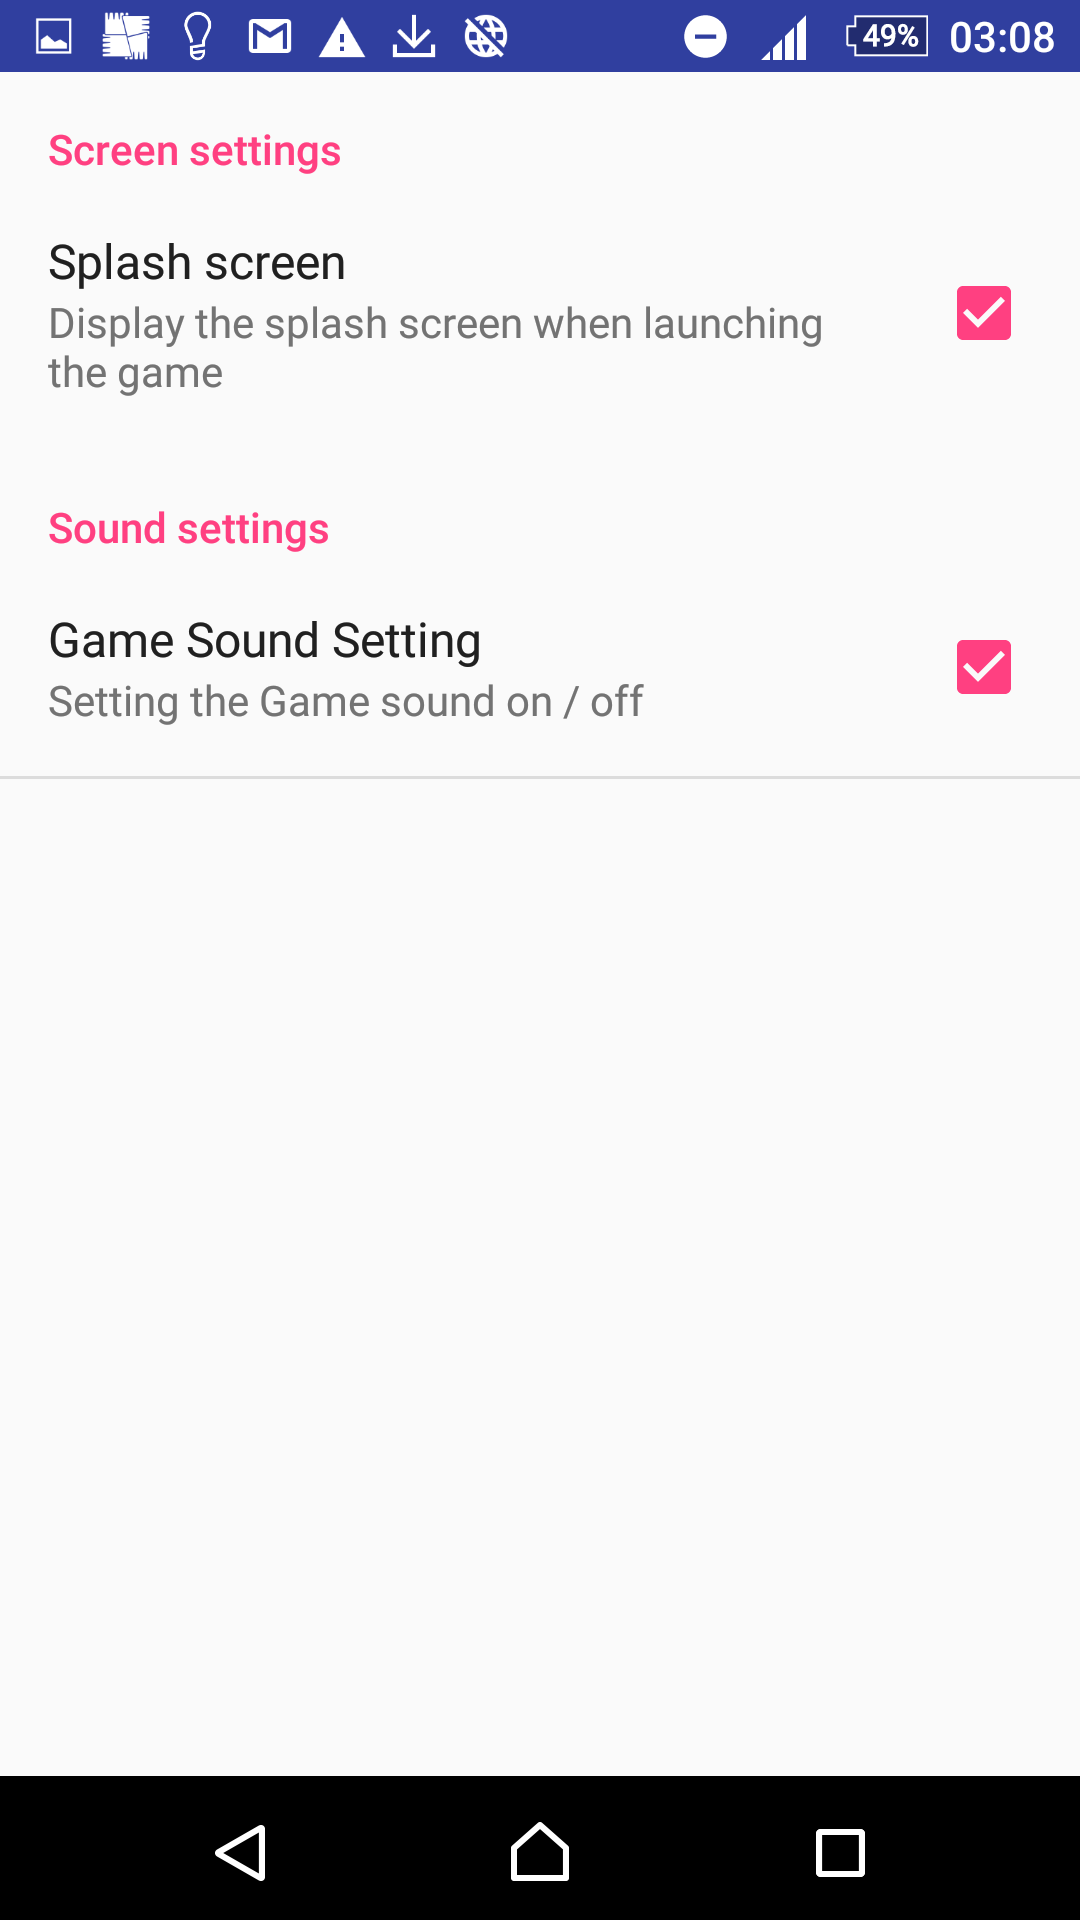 49% 03:08
Screen settings
Splash screen
Display the splash screen when launching
the game
Sound settings
Game Sound Setting
Setting the Game sound on / off